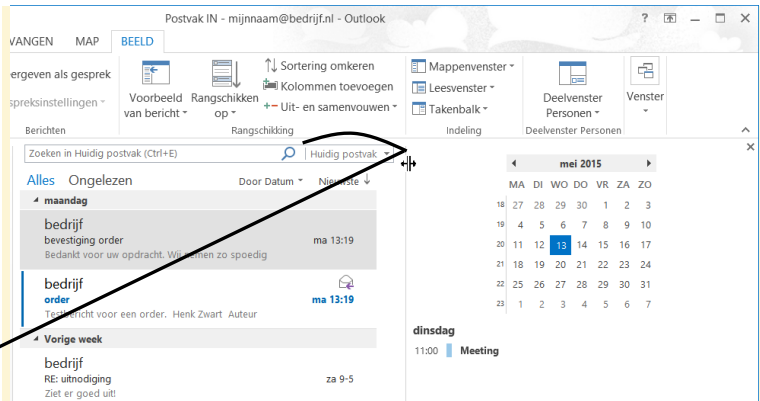 Postvak IN - mijnnaam@bedrijf.nl - Outlook ?
VANGEN MAP BEELD
ergeven als gesprek
spreksinstellingen
Berichten
Voorbeeld
van bericht
Rangschikken
op
Sortering omkeren
Kolommen toevoegen
Uit- en samenvouwen
Rangschikking
Mappenvenster
Leesvenster
Takenbalk
Indeling
Deelvenster
Personen
Deelvenster Personen
Venster
Zoeken in Huidig postvak (Ctrl+E) Huidig postvak
Alles Ongelezen Door Datum Nieuwste
maandag
bedrijf
bevestiging order ma 13:19
Bedankt voor uw opdracht. Wij nemen zo spoedig
bedrijf
order ma 13:19
Testbericht voor een order. Henk Zwart Auteur
Vorige week
bedrijf
RE: uitnodiging za 9-5
Ziet er goed uit!
mei 2015
MA DI WO DO VR ZA ZO
18 27 28 29 30 1 2 3
19 4 5 6 7 8 9 10
20 11 12 13 14 15 16 17
21 18 19 20 21 22 23 24
22 25 26 27 28 29 30 31
23 1 2 3 4 5 6 7
dinsdag
11:00 Meeting